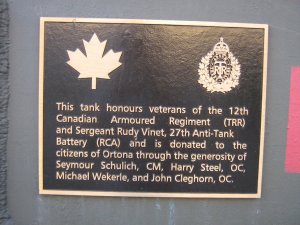 This tank honours veterans of the 12th
Canadian Armoured Regiment (TRR)
and Sergeant Rudy Vinet, 27th Anti-Tank
Battery (RCA) and is donated to the
citizens of Ortona through the generosity of
Seymour Schulich, CM, Harry Steel, OC,
Michael Wekerle, and John Cleghorn, OC.